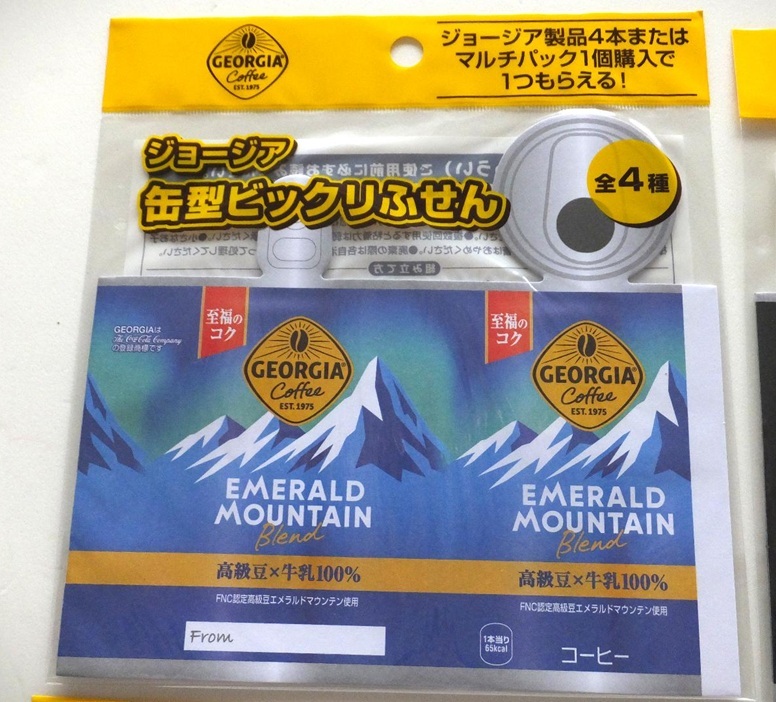 GEORGIA
Coffee
EST. 1975
ジョージア製品4本または
マルチパック1個購入で
1つもらえる!
ジョージア
缶型ビックリふせん
全4種
組み立て方
GEORGIAは
The Coca-Cola Company
の登録商標です
至福の
コク
GEORGIA®
Coffee
EST. 1975
EMERALD
MOUNTAIN
Blend
高級豆×牛乳100%
FNC認定高級豆エメラルドマウンテン使用
From
至福の
コク
GEORGIA®
Coffee
EST. 1975
EMERALD
MOUNTAIN
Blend
高級豆×牛乳100%
FNC認定高級豆エメラルドマウンテン使用
1本当り
65kcal
コーヒー